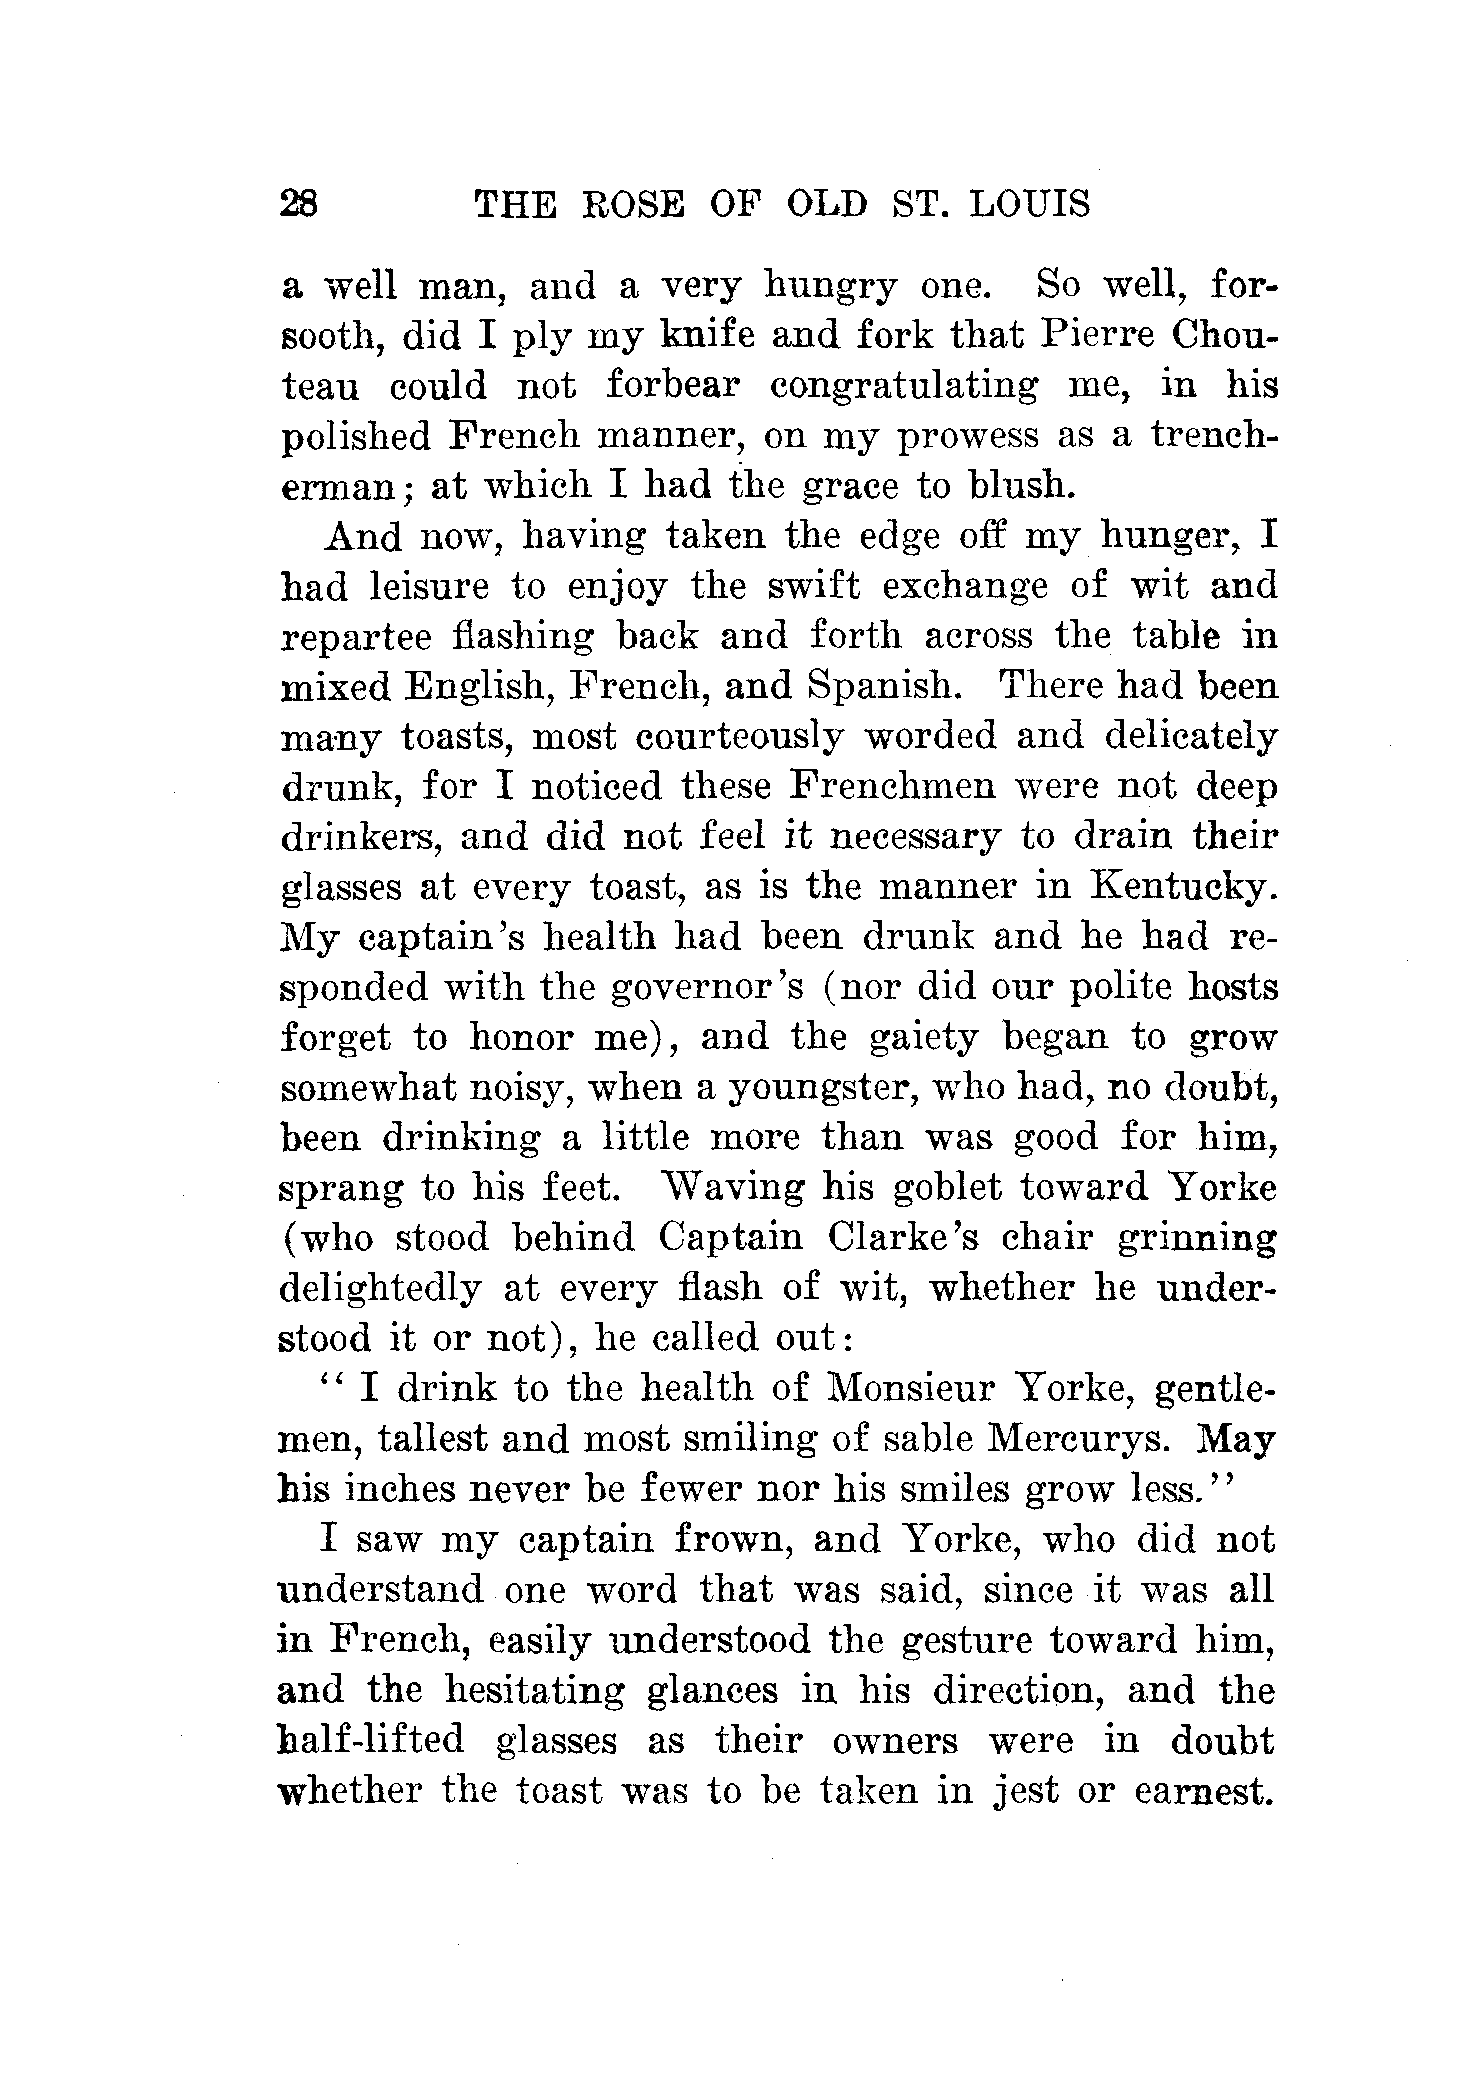 28 THE ROSE OF OLD ST. LOUIS
a well man, and a very hungry one. So well, for-
sooth, did I ply my knife and fork that Pierre Chou-
teau could not forbear congratulating me, in his
polished French manner, on my prowess as a trench-
erman; at which I had the grace to blush.
And now, having taken the edge off my hunger, I
had leisure to enjoy the swift exchange of wit and
repartee flashing back and forth across the table in
mixed English, French, and Spanish. There had been
many toasts, most courteously worded and delicately
drunk, for I noticed these Frenchmen were not deep
drinkers, and did not feel it necessary to drain their
glasses at every toast, as is the manner in Kentucky.
My captain's health had been drunk and he had re-
sponded with the governor's (nor did our polite hosts
forget to honor me), and the gaiety began to grow
somewhat noisy, when a youngster, who had, no doubt,
been drinking a little more than was good for him,
sprang to his feet. Waving his goblet toward Yorke
(who stood behind Captain Clarke's chair grinning
delightedly at every flash of wit, whether he under-
stood it or not), he called out:
“ I drink to the health of Monsieur Yorke, gentle-
men, tallest and most smiling of sable Mercurys. May
his inches never be fewer nor his smiles grow less.”
I saw my captain frown, and Yorke, who did not
understand one word that was said, since it was all
in French, easily understood the gesture toward him,
and the hesitating glances in his direction, and the
half-lifted glasses as their owners were in doubt
whether the toast was to be taken in jest or earnest.